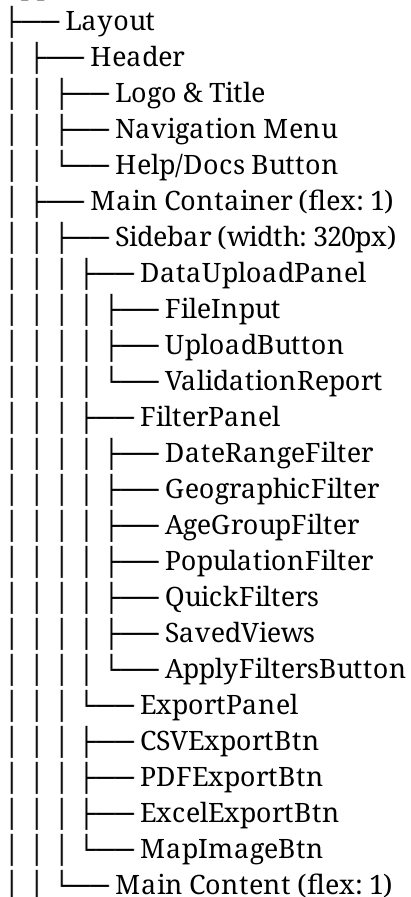 ├── Layout
│ ├── Header
│ │ ├── Logo & Title
│ │ ├── Navigation Menu
│ │ └── Help/Docs Button
│ ├── Main Container (flex: 1)
│ │ ├── Sidebar (width: 320px)
│ │ │ ├── DataUploadPanel
│ │ │ │ ├── FileInput
│ │ │ │ ├── UploadButton
│ │ │ │ └── ValidationReport
│ │ │ ├── FilterPanel
│ │ │ │ ├── DateRangeFilter
│ │ │ │ ├── GeographicFilter
│ │ │ │ ├── AgeGroupFilter
│ │ │ │ ├── PopulationFilter
│ │ │ │ ├── QuickFilters
│ │ │ │ ├── SavedViews
│ │ │ │ └── ApplyFiltersButton
│ │ │ └── ExportPanel
│ │ │ ├── CSVExportBtn
│ │ │ ├── PDFExportBtn
│ │ │ ├── ExcelExportBtn
│ │ │ └── MapImageBtn
│ │ └── Main Content (flex: 1)